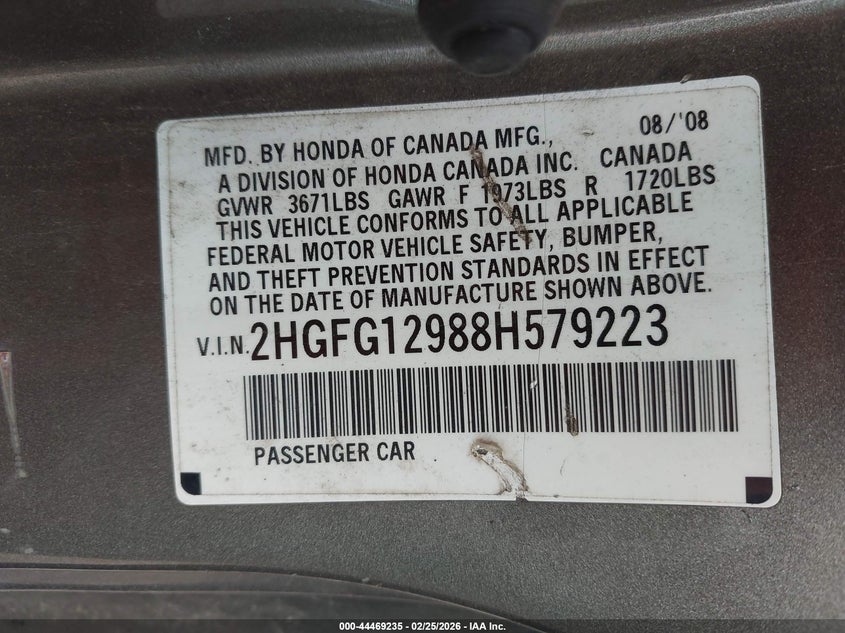 08/'08
MFD. BY HONDA OF CANADA MFG.,
A DIVISION OF HONDA CANADA INC. CANADA
GVWR 3671LBS GAWR F 1973LBS R 1720LBS
THIS VEHICLE CONFORMS TO ALL APPLICABLE
FEDERAL MOTOR VEHICLE SAFETY, BUMPER,
AND THEFT PREVENTION STANDARDS IN EFFECT
ON THE DATE OF MANUFACTURE SHOWN ABOVE.
V.I.N. 2HGFG12988H579223
PASSENGER CAR
000-44469235 - 02/25/2026 - IAA Inc.